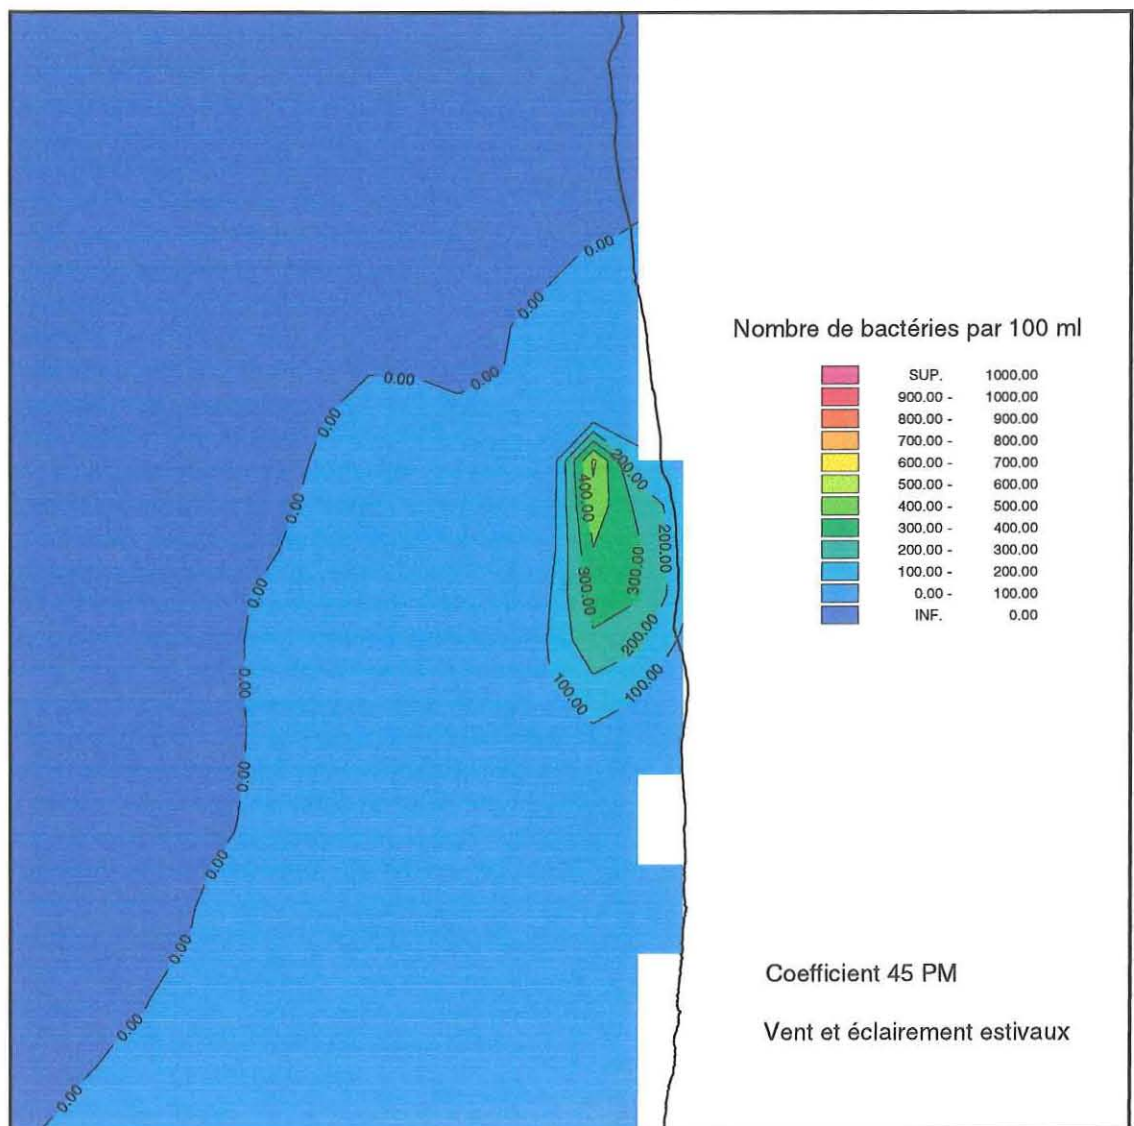 0.00
0.00
0.00
0.00
0.00
0.00
0.00
0.00
0.00
0.00
0.00
0.00
0.00
200.00
400.00
200.00
300.00
300.00
200.00
100.00
100.00
Nombre de bactéries par 100 ml
SUP. 1000.00
900.00 - 1000.00
800.00 - 900.00
700.00 - 800.00
600.00 - 700.00
500.00 - 600.00
400.00 - 500.00
300.00 - 400.00
200.00 - 300.00
100.00 - 200.00
0.00 - 100.00
INF. 0.00
Coefficient 45 PM
Vent et éclairement estivaux